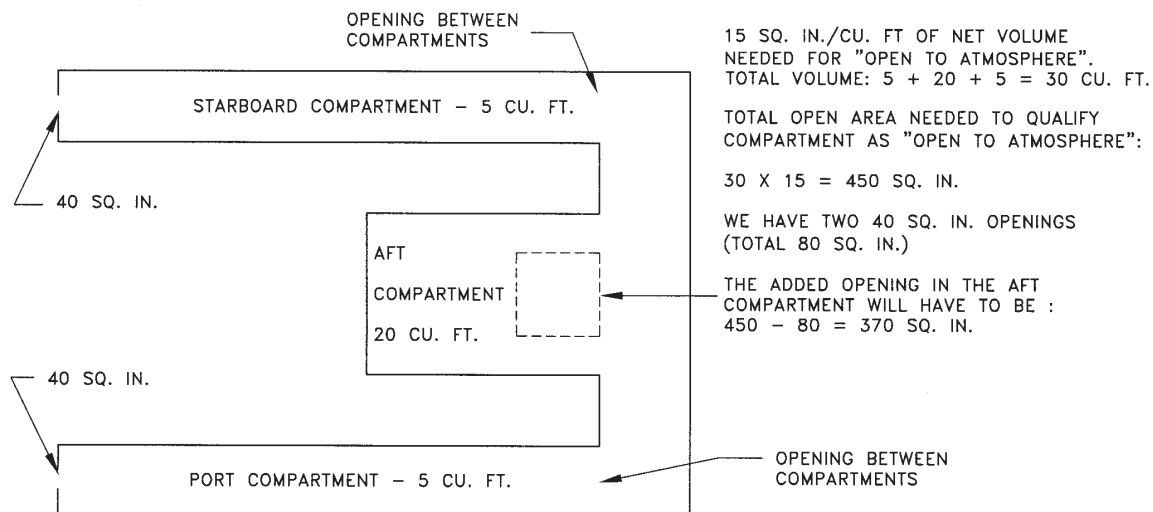 OPENING BETWEEN
COMPARTMENTS
STARBOARD COMPARTMENT – 5 CU. FT.
40 SQ. IN.
AFT
COMPARTMENT
20 CU. FT.
40 SQ. IN.
PORT COMPARTMENT – 5 CU. FT.
OPENING BETWEEN
COMPARTMENTS
15 SQ. IN./CU. FT OF NET VOLUME
NEEDED FOR "OPEN TO ATMOSPHERE".
TOTAL VOLUME: 5 + 20 + 5 = 30 CU. FT.
TOTAL OPEN AREA NEEDED TO QUALIFY
COMPARTMENT AS "OPEN TO ATMOSPHERE":
30 X 15 = 450 SQ. IN.
WE HAVE TWO 40 SQ. IN. OPENINGS
(TOTAL 80 SQ. IN.)
THE ADDED OPENING IN THE AFT
COMPARTMENT WILL HAVE TO BE :
450 – 80 = 370 SQ. IN.